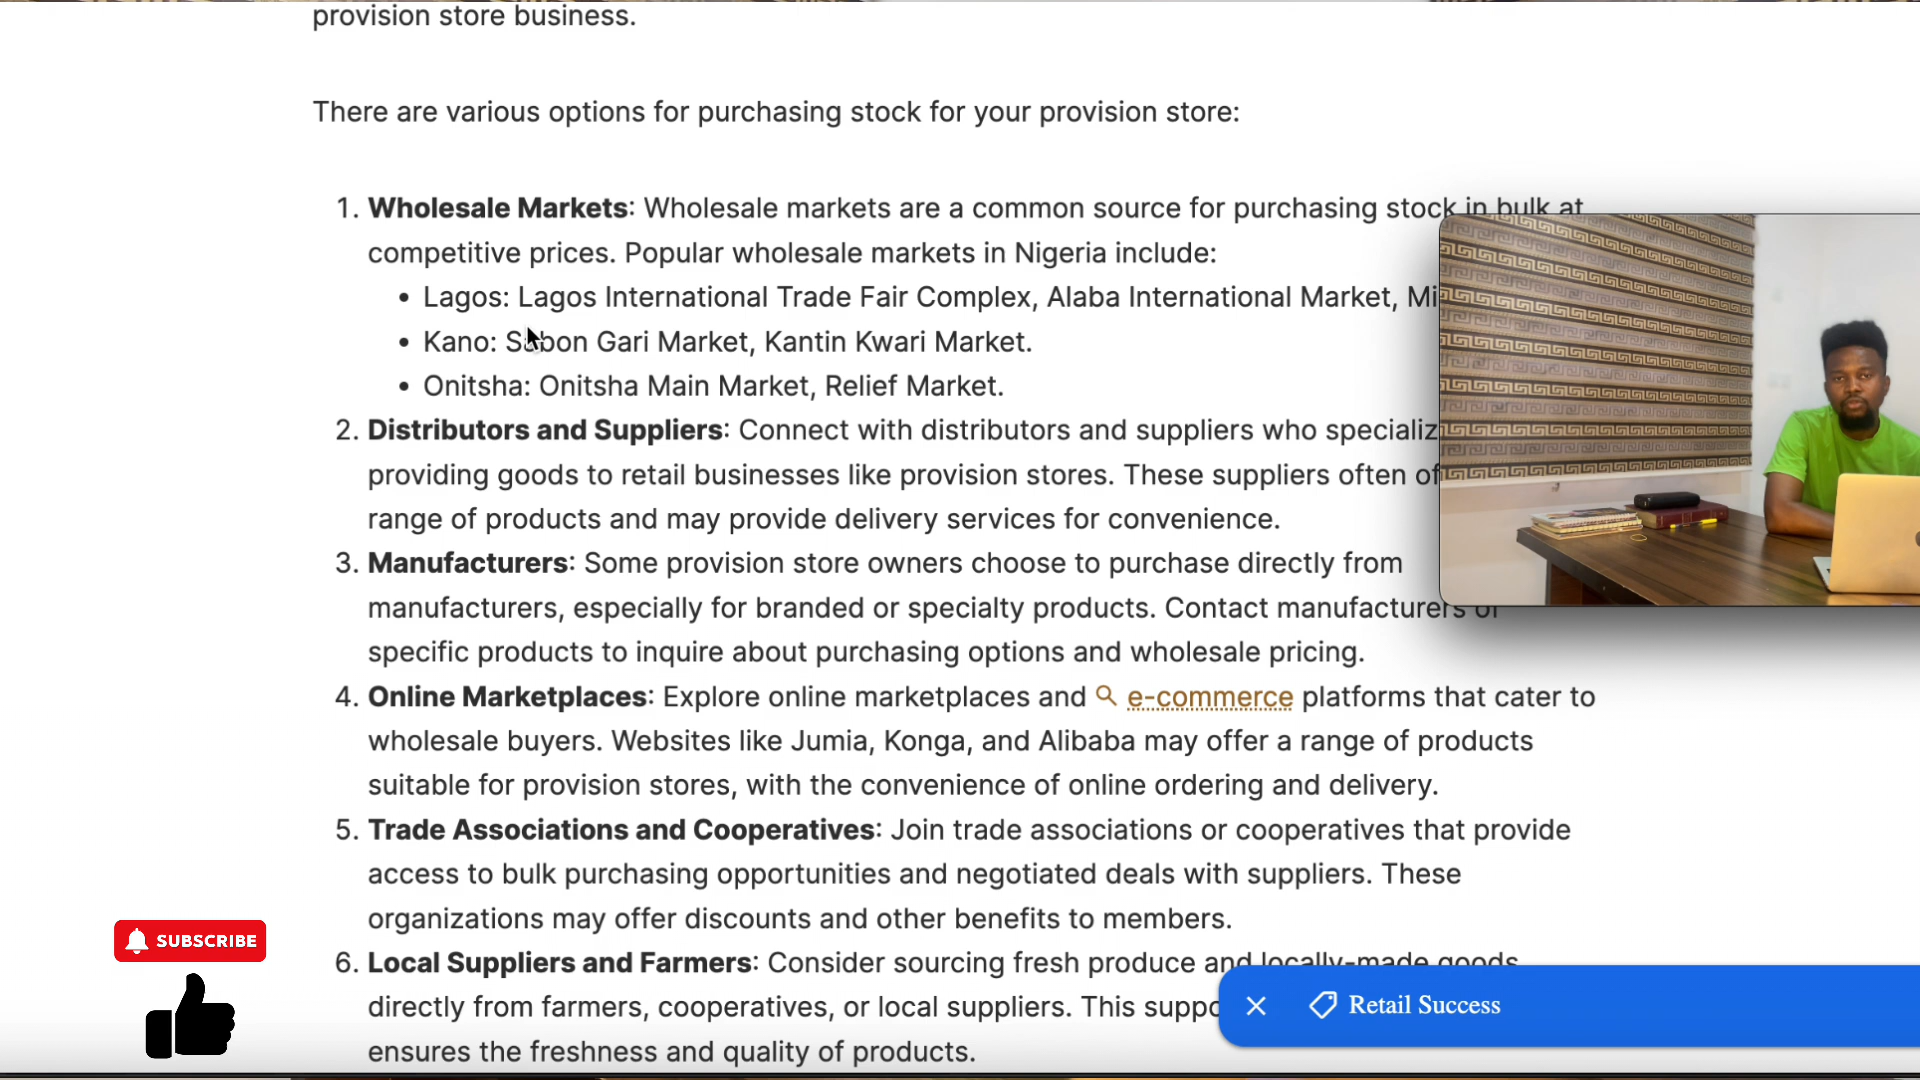 provision store business.
There are various options for purchasing stock for your provision store:
1. Wholesale Markets: Wholesale markets are a common source for purchasing stock in bulk at
competitive prices. Popular wholesale markets in Nigeria include:
• Lagos: Lagos International Trade Fair Complex, Alaba International Market,
• Kano: Sabon Gari Market, Kantin Kwari Market.
• Onitsha: Onitsha Main Market, Relief Market.
2. Distributors and Suppliers: Connect with distributors and suppliers who
providing goods to retail businesses like provision stores. These suppliers often
range of products and may provide delivery services for convenience.
3. Manufacturers: Some provision store owners choose to purchase directly from
manufacturers, especially for branded or specialty products. Contact manufacturers of
specific products to inquire about purchasing options and wholesale pricing.
4. Online Marketplaces: Explore online marketplaces and e-commerce platforms that cater to
wholesale buyers. Websites like Jumia, Konga, and Alibaba may offer a range of products
suitable for provision stores, with the convenience of online ordering and delivery.
5. Trade Associations and Cooperatives: Join trade associations or cooperatives that provide
access to bulk purchasing opportunities and negotiated deals with suppliers. These
organizations may offer discounts and other benefits to members.
6. Local Suppliers and Farmers: Consider sourcing fresh produce and locally-made goods
directly from farmers, cooperatives, or local suppliers. This
ensures the freshness and quality of products.
SUBSCRIBE
Retail Success